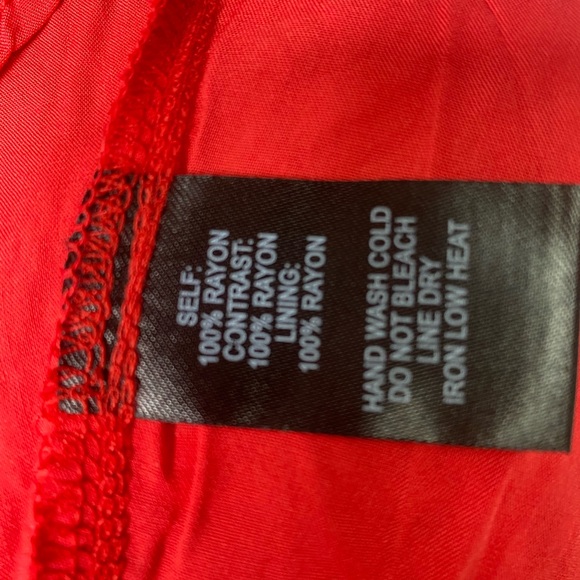 SELF:
100% RAYON
CONTRAST:
100% RAYON
LINING:
100% RAYON
HAND WASH COLD
DO NOT BLEACH
LINE DRY
IRON LOW HEAT